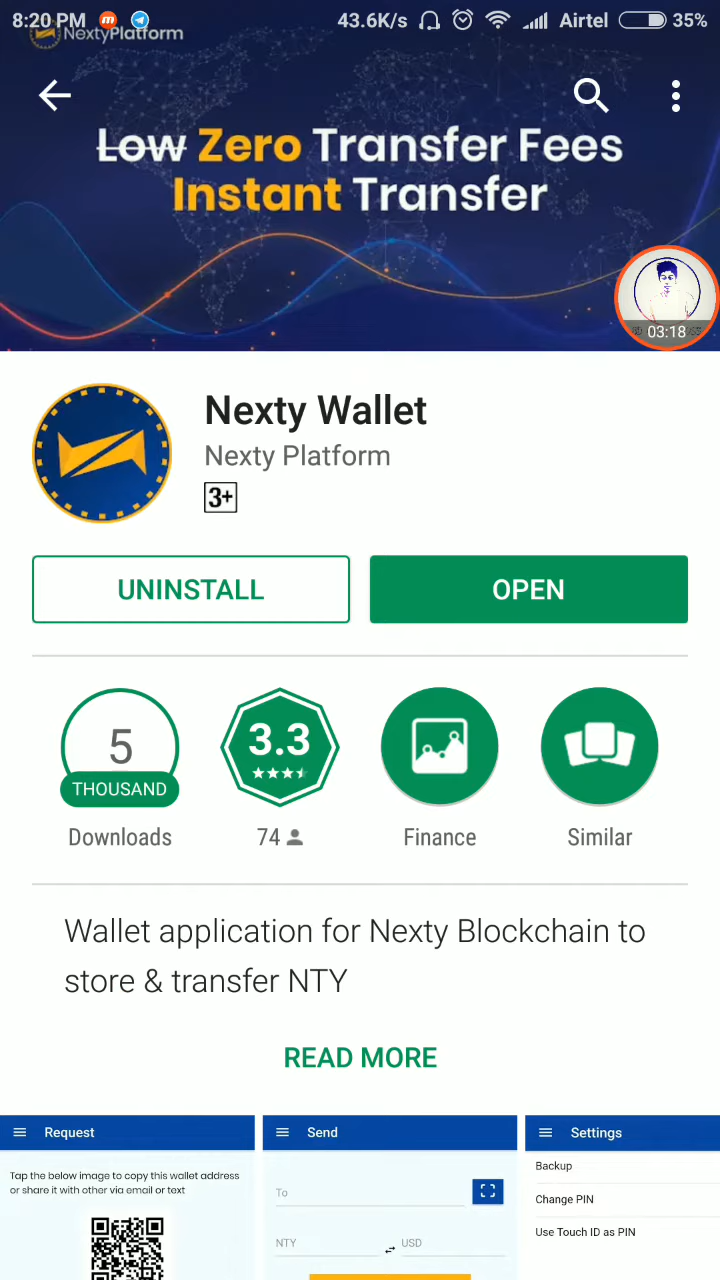 8:20 PM 43.6K/s Airtel 35%
NextyPlatform
Low Zero Transfer Fees
Instant Transfer
03:18
Nexty Wallet
Nexty Platform
3+
UNINSTALL OPEN
5
THOUSAND
3.3
Downloads 74 Finance Similar
Wallet application for Nexty Blockchain to
store & transfer NTY
READ MORE
Request
Tap the below image to copy this wallet address
or share it with other via email or text
Send
To
NTY USD
Settings
Backup
Change PIN
Use Touch ID as PIN